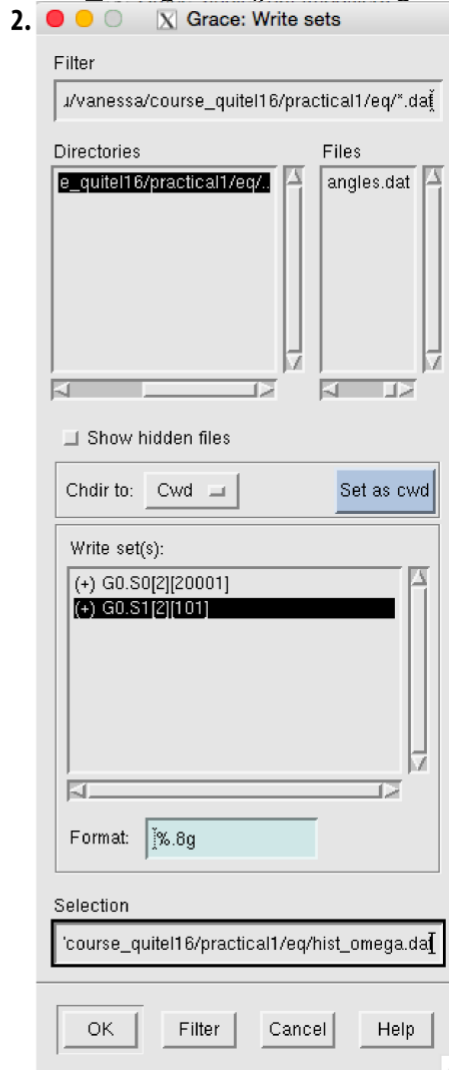 2.
X Grace: Write sets
Filter
/vanessa/course_quitel16/practical1/eq/*.dat
Directories Files
e_quitel16/practical1/eq/.. angles.dat
Show hidden files
Chdir to: Cwd Set as cwd
Write set(s):
(+) G0.S0[2][20001]
(+) G0.S1[2][101]
Format: %.8g
Selection
'course_quitel16/practical1/eq/hist_omega.dat
OK Filter Cancel Help